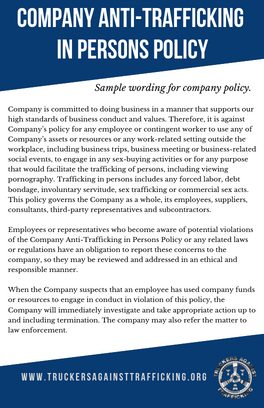 COMPANY ANTI-TRAFFICKING
IN PERSONS POLICY
Sample wording for company policy.
Company is committed to doing business in a manner that supports our
high standards of business conduct and values. Therefore, it is against
Company's policy for any employee or contingent worker to use any of
Company's assets or resources or any work-related setting outside the
workplace, including business trips, business meeting or business-related
social events, to engage in any sex-buying activities or for any purpose
that would facilitate the trafficking of persons, including viewing
pornography. Trafficking in persons includes any forced labor, debt
bondage, involuntary servitude, sex trafficking or commercial sex acts.
This policy governs the Company as a whole, its employees, suppliers,
consultants, third-party representatives and subcontractors.
Employees or representatives who become aware of potential violations
of the Company Anti-Trafficking in Persons Policy or any related laws
or regulations have an obligation to report these concerns to the
company, so they may be reviewed and addressed in an ethical and
responsible manner.
When the Company suspects that an employee has used company funds
or resources to engage in conduct in violation of this policy, the
Company will immediately investigate and take appropriate action up to
and including termination. The company may also refer the matter to
law enforcement.
WWW.TRUCKERSAGAINSTTRAFFICKING.ORG
TRUCKERS AGAINST
TRAFFICKING